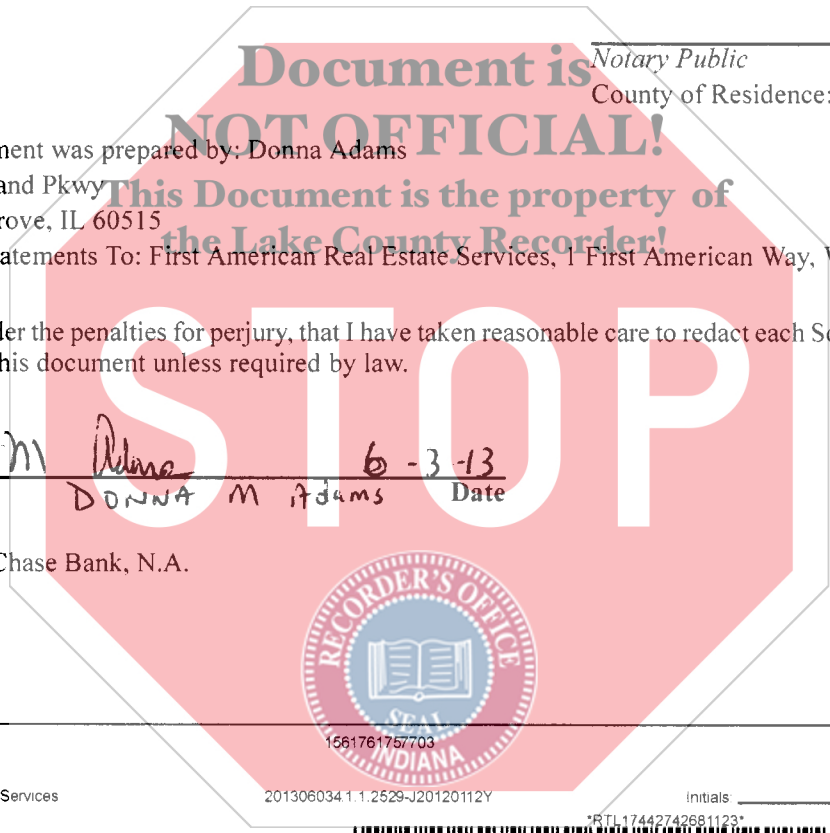 Document is
Notary Public
County of Residence:
NOT OFFICIAL!
ment was prepared by: Donna Adams
and Pkwy
This Document is the property of
rove, IL 60515
the Lake County Recorder!
atements To: First American Real Estate Services, 1 First American Way, W
STOP
der the penalties for perjury, that I have taken reasonable care to redact each So
his document unless required by law.
M Adams 6-3-13
DONNA M Adams Date
Chase Bank, N.A.
RECORDER'S OFFICE
SEAL
INDIANA
1561761757703
Services 201306034.1.1.2529-J20120112Y Initials:
*RTL17442742681123*